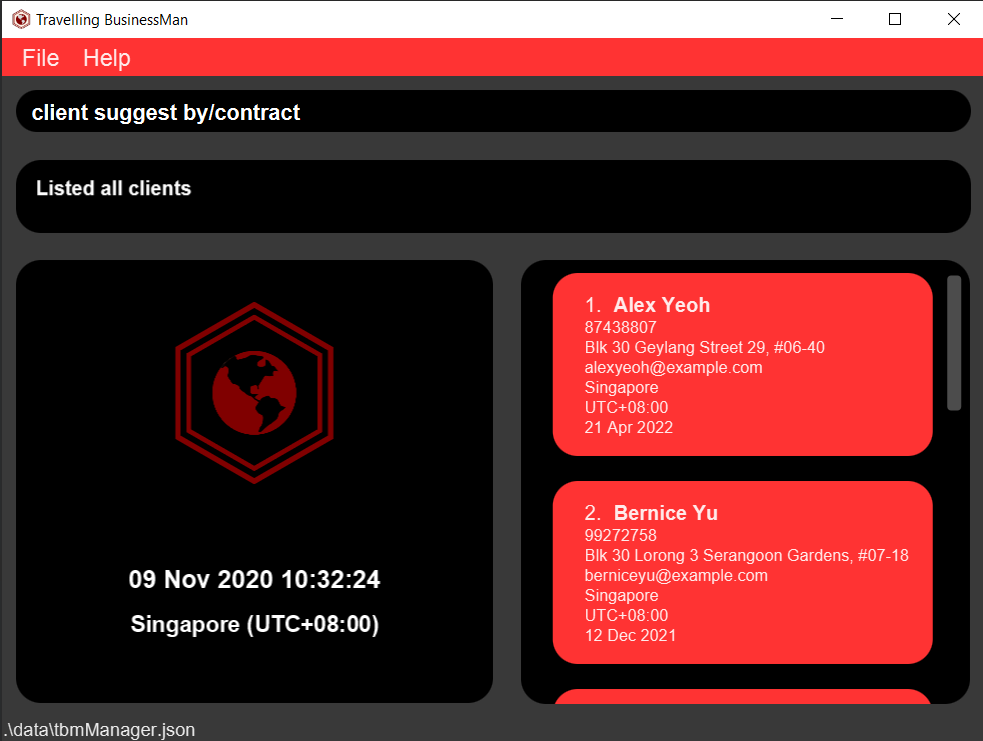 Travelling BusinessMan
File Help
client suggest by/contract
Listed all clients
09 Nov 2020 10:32:24
Singapore (UTC+08:00)
1. Alex Yeoh
87438807
Blk 30 Geylang Street 29, #06-40
alexyeoh@example.com
Singapore
UTC+08:00
21 Apr 2022
2. Bernice Yu
99272758
Blk 30 Lorong 3 Serangoon Gardens, #07-18
berniceyu@example.com
Singapore
UTC+08:00
12 Dec 2021
.\data\tbmManager.json